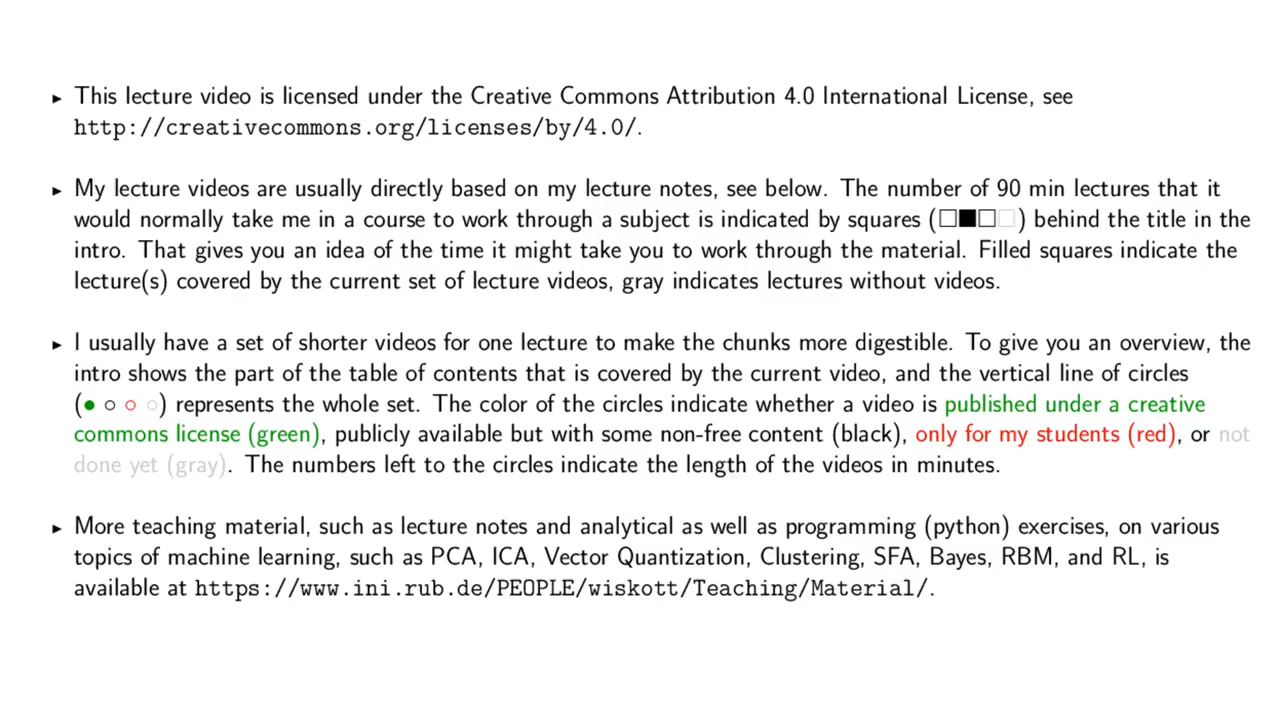 ▸ This lecture video is licensed under the Creative Commons Attribution 4.0 International License, see
http://creativecommons.org/licenses/by/4.0/.
▸ My lecture videos are usually directly based on my lecture notes, see below. The number of 90 min lectures that it
would normally take me in a course to work through a subject is indicated by squares (□■□□) behind the title in the
intro. That gives you an idea of the time it might take you to work through the material. Filled squares indicate the
lecture(s) covered by the current set of lecture videos, gray indicates lectures without videos.
▸ I usually have a set of shorter videos for one lecture to make the chunks more digestible. To give you an overview, the
intro shows the part of the table of contents that is covered by the current video, and the vertical line of circles
(● ○ ○ ○) represents the whole set. The color of the circles indicate whether a video is published under a creative
commons license (green), publicly available but with some non-free content (black), only for my students (red), or not
done yet (gray). The numbers left to the circles indicate the length of the videos in minutes.
▸ More teaching material, such as lecture notes and analytical as well as programming (python) exercises, on various
topics of machine learning, such as PCA, ICA, Vector Quantization, Clustering, SFA, Bayes, RBM, and RL, is
available at https://www.ini.rub.de/PEOPLE/wiskott/Teaching/Material/.